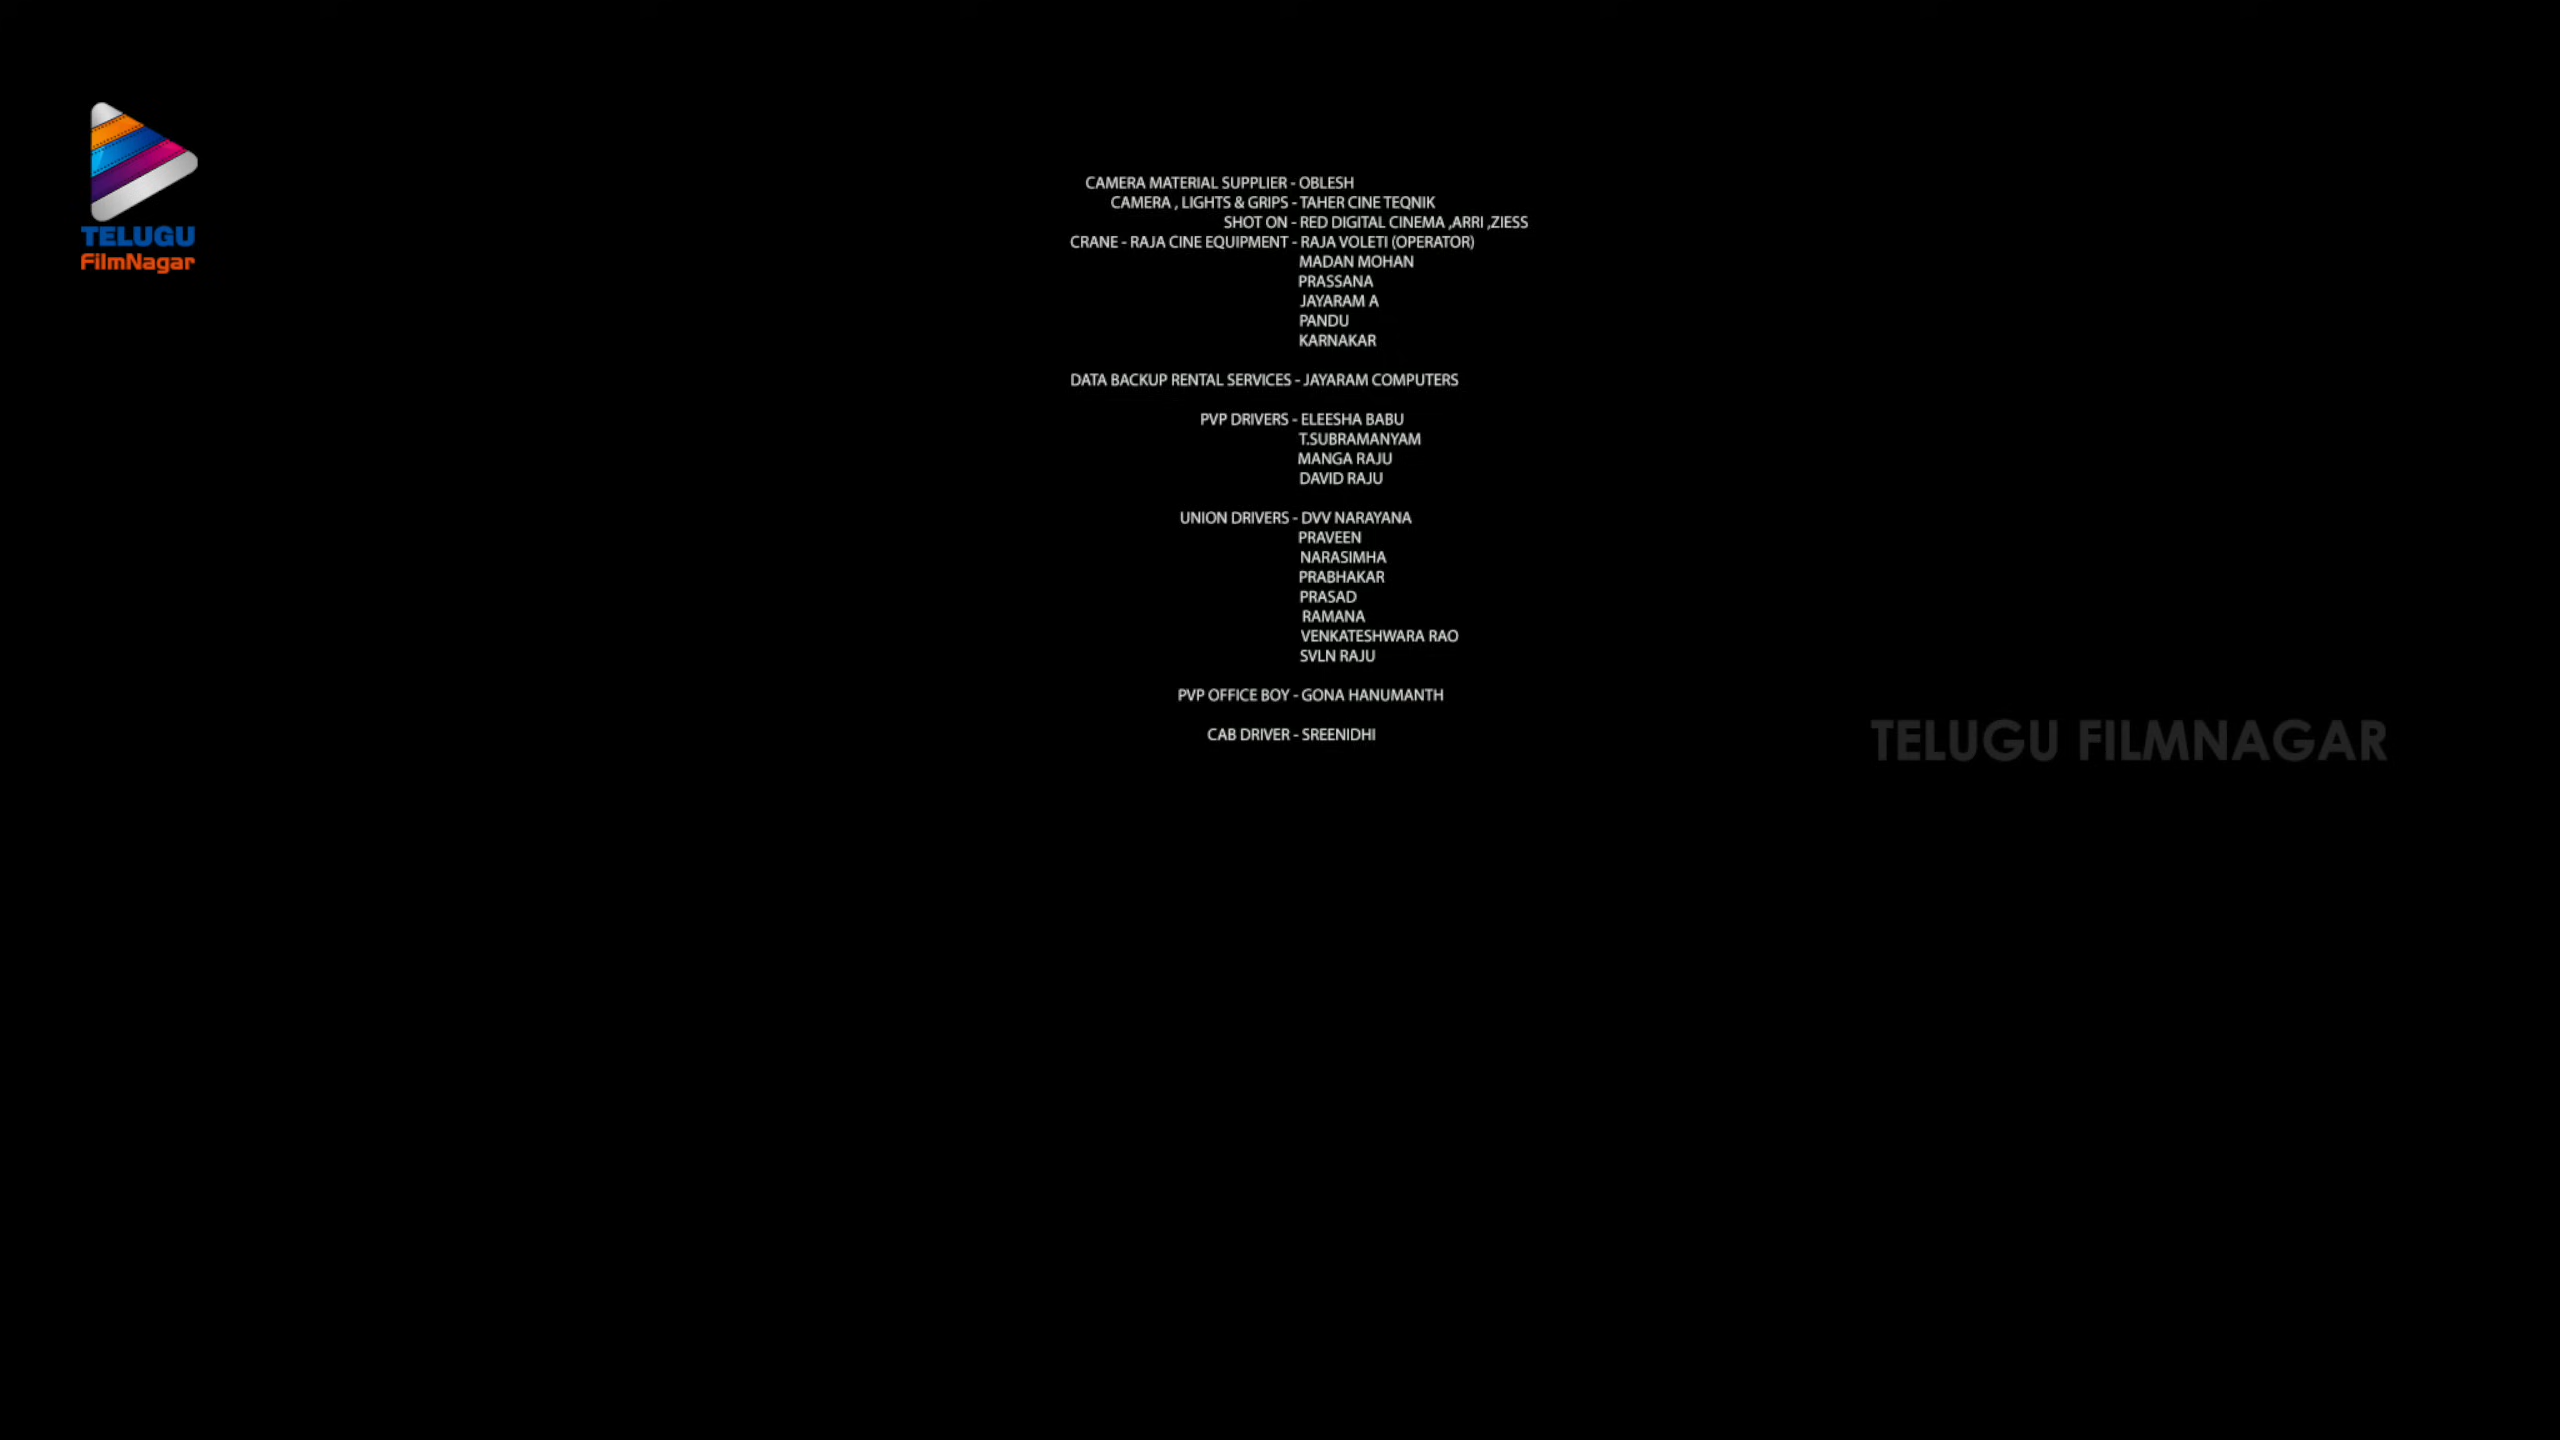 TELUGU
FilmNagar
CAMERA MATERIAL SUPPLIER - OBLESH
CAMERA , LIGHTS & GRIPS - TAHER CINE TEQNIK
SHOT ON - RED DIGITAL CINEMA ,ARRI ,ZIESS
CRANE - RAJA CINE EQUIPMENT - RAJA VOLETI (OPERATOR)
MADAN MOHAN
PRASSANA
JAYARAM A
PANDU
KARNAKAR
DATA BACKUP RENTAL SERVICES - JAYARAM COMPUTERS
PVP DRIVERS - ELEESHA BABU
T.SUBRAMANYAM
MANGA RAJU
DAVID RAJU
UNION DRIVERS - DVV NARAYANA
PRAVEEN
NARASIMHA
PRABHAKAR
PRASAD
RAMANA
VENKATESHWARA RAO
SVLN RAJU
PVP OFFICE BOY - GONA HANUMANTH
CAB DRIVER - SREENIDHI
TELUGU FILMNAGAR